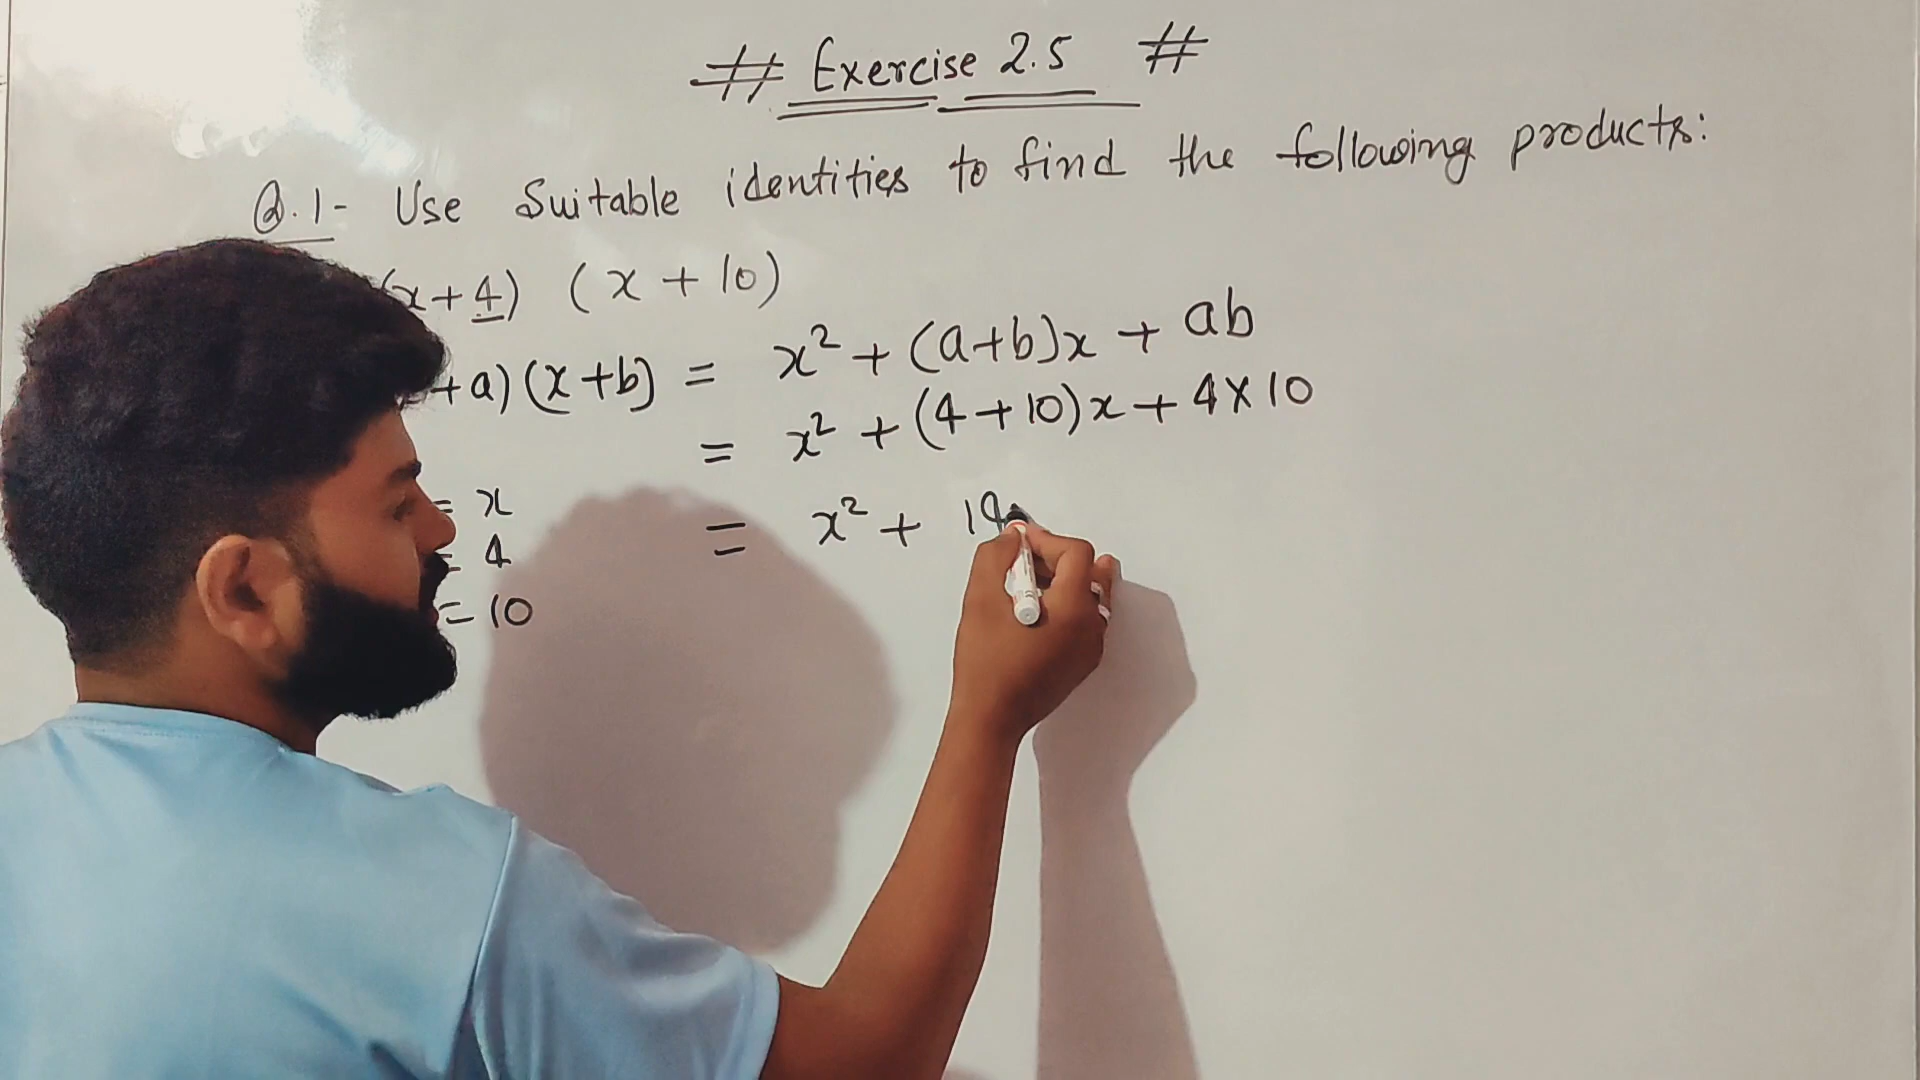 # Exercise 2.5 #
Q.1- Use Suitable identities to find the following products:
(x+4) (x+10)
+a)(x+b) = x² + (a+b)x + ab
= x² + (4+10)x + 4×10
= x
= x² +
= 4
= 10